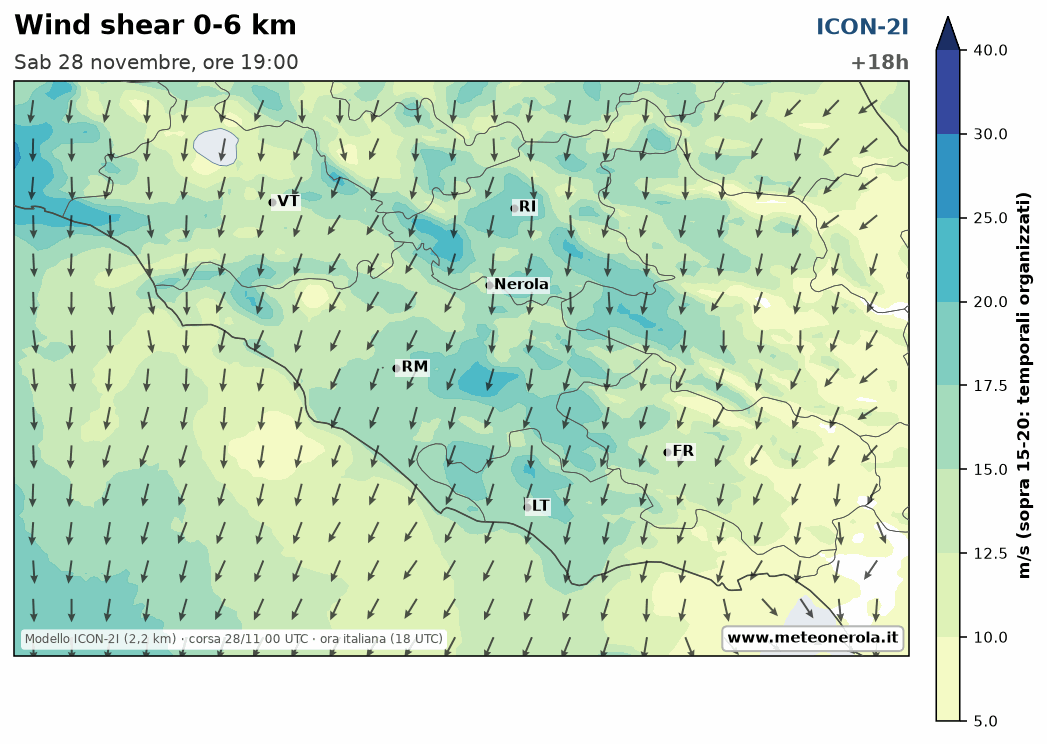 Wind shear 0-6 km
ICON-2I
Sab 28 novembre, ore 19:00
+18h
40.0
30.0
25.0
20.0
17.5
15.0
12.5
10.0
5.0
m/s (sopra 15-20: temporali organizzati)
VT
RI
Nerola
RM
FR
LT
Modello ICON-2I (2,2 km) · corsa 28/11 00 UTC · ora italiana (18 UTC)
www.meteonerola.it